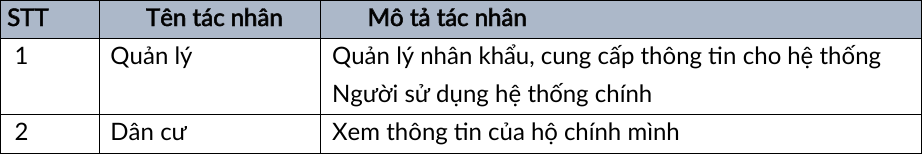 STT Tên tác nhân Mô tả tác nhân
1 Quản lý Quản lý nhân khẩu, cung cấp thông tin cho hệ thống
Người sử dụng hệ thống chính
2 Dân cư Xem thông tin của hộ chính mình